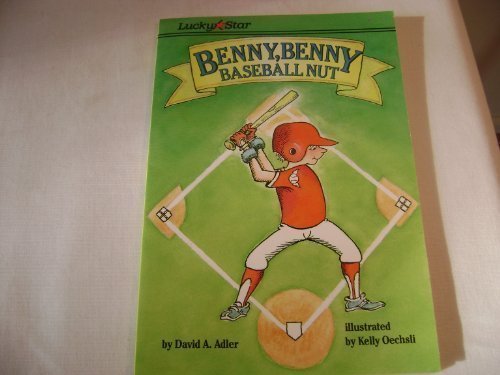 Lucky Star
BENNY, BENNY
BASEBALL NUT
by David A. Adler
illustrated
by Kelly Oechsli